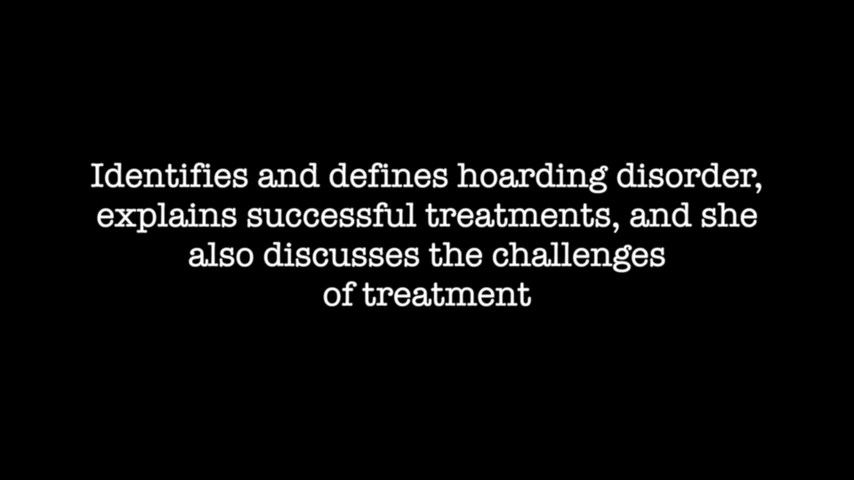 Identifies and defines hoarding disorder,
explains successful treatments, and she
also discusses the challenges
of treatment